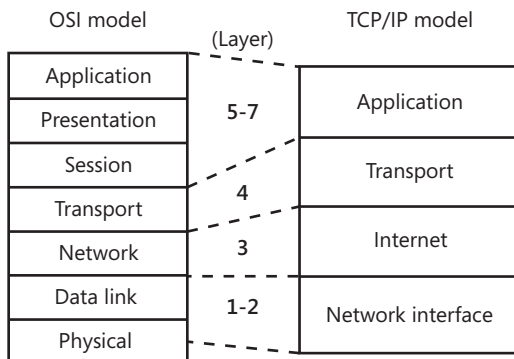 OSI model
TCP/IP model
(Layer)
Application
Presentation
Session
Transport
Network
Data link
Physical
5-7
4
3
1-2
Application
Transport
Internet
Network interface